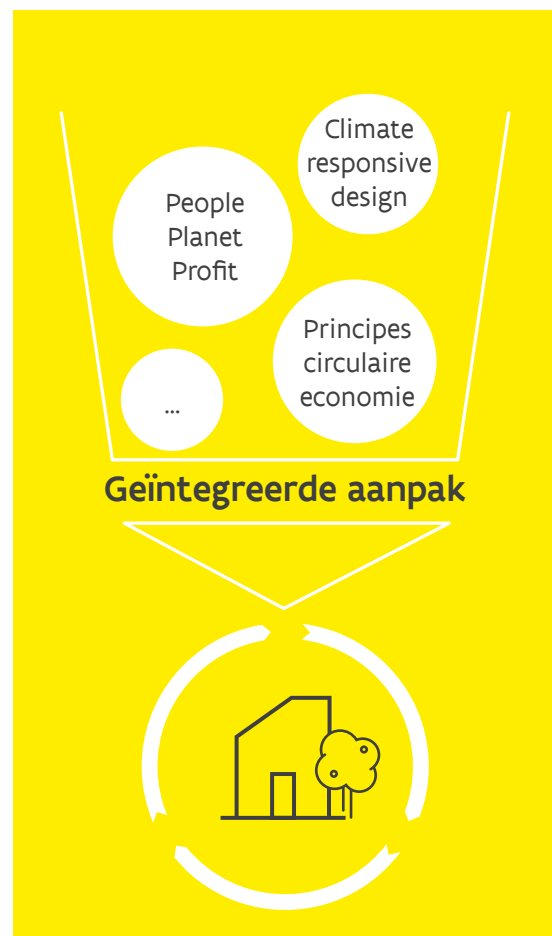 Climate
responsive
design
People
Planet
Profit
Principes
circulaire
economie
...
Geïntegreerde aanpak